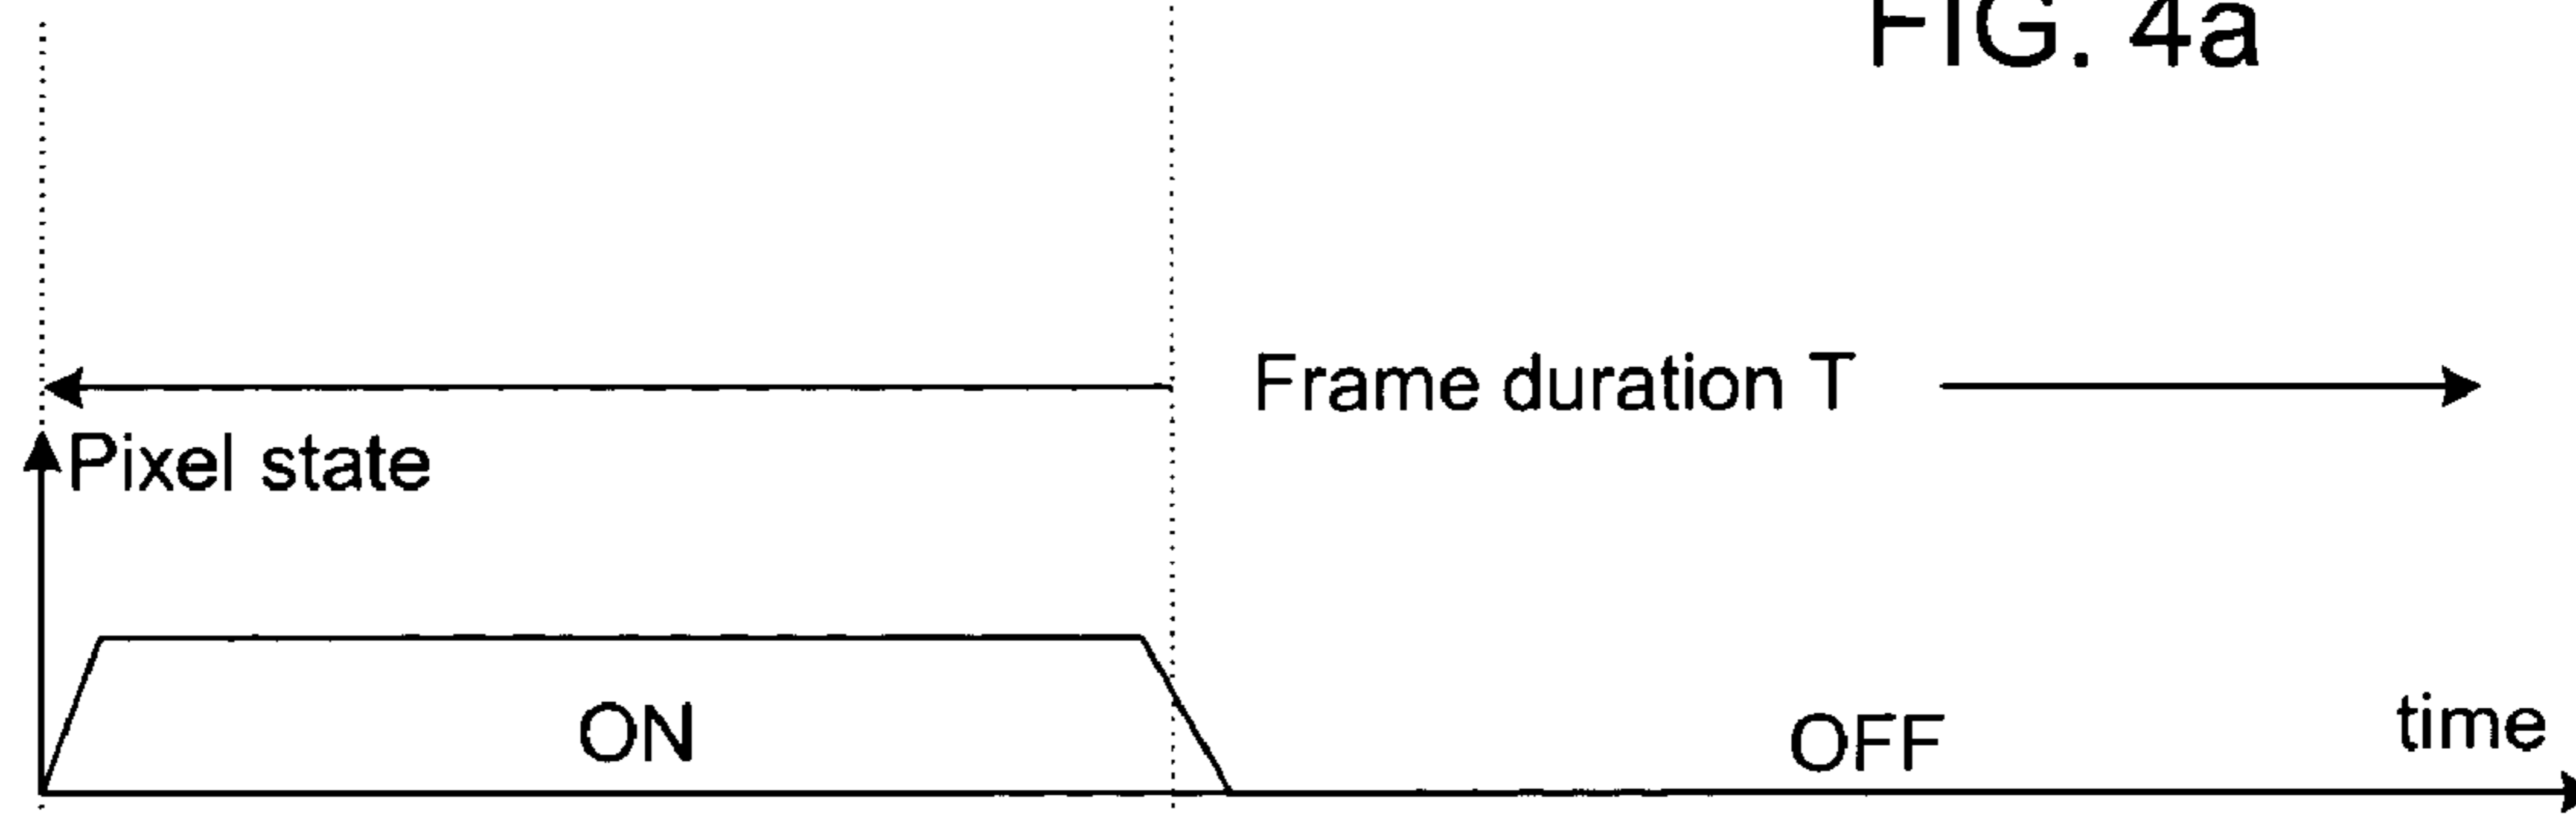 FIG. 4a
Frame duration T
Pixel state
ON
OFF
time